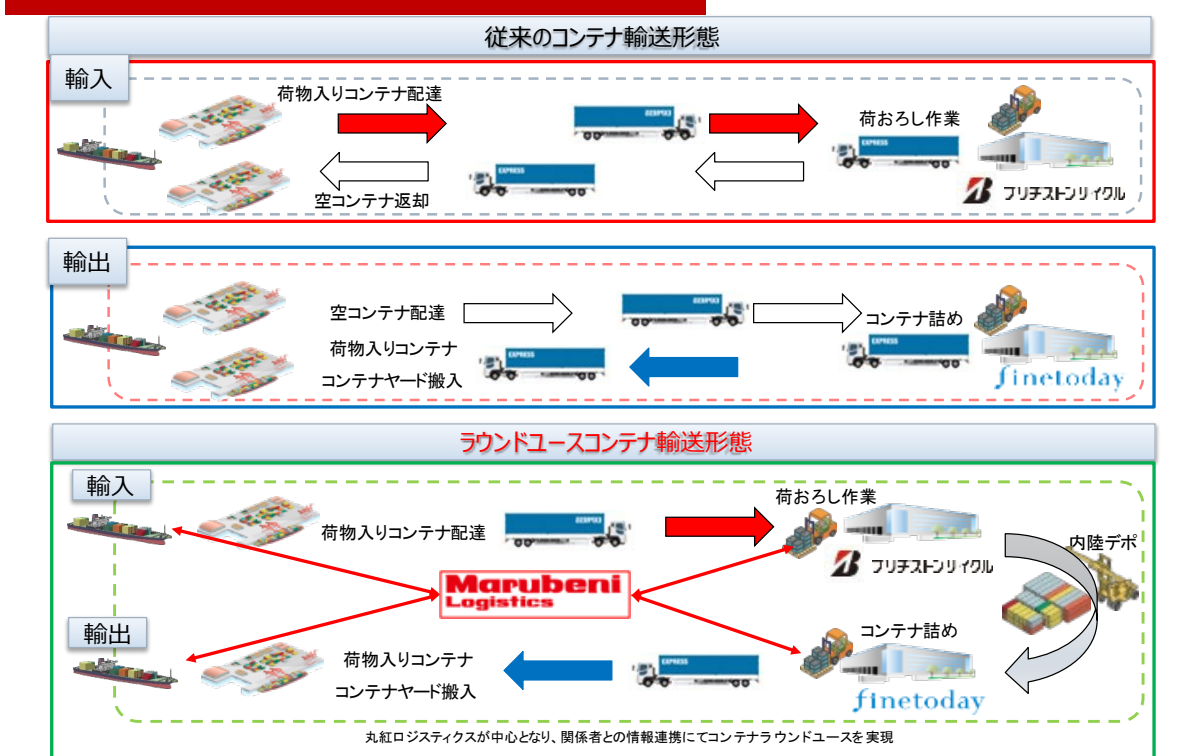 従来のコンテナ輸送形態
輸入
荷物入りコンテナ配達
荷おろし作業
EXPRESS
EXPRESS
空コンテナ返却
ブリヂストンリサイクル
輸出
空コンテナ配達
コンテナ詰め
荷物入りコンテナ
コンテナヤード搬入
EXPRESS
EXPRESS
finetoday
ラウンドユースコンテナ輸送形態
輸入
荷物入りコンテナ配達
荷おろし作業
内陸デポ
ブリヂストンリサイクル
Marubeni
Logistics
輸出
コンテナ詰め
荷物入りコンテナ
コンテナヤード搬入
EXPRESS
finetoday
丸紅ロジスティクスが中心となり、関係者との情報連携にてコンテナラウンドユースを実現